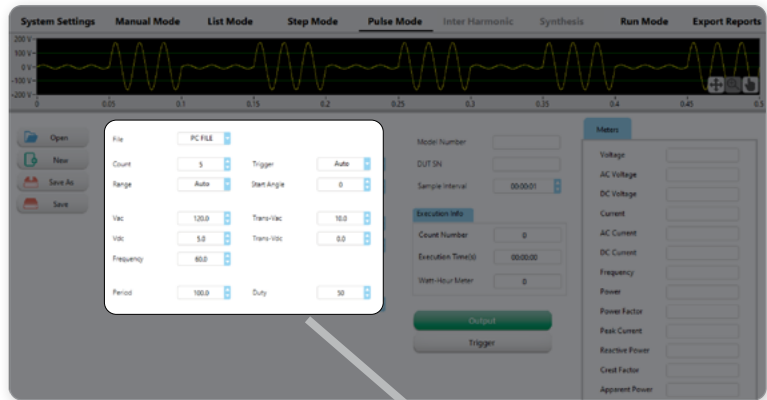 System Settings Manual Mode List Mode Step Mode Pulse Mode Inter Harmonic Synthesis Run Mode Export Reports
200 V
100 V
0 V
-100 V
-200 V
0 0.05 0.1 0.15 0.2 0.25 0.3 0.35 0.4 0.45 0.5
Open
New
Save As
Save
File PC FILE
Count 5 Trigger Auto
Range Auto Start Angle 0
Vac 120.0 Trans-Vac 10.0
Vdc 5.0 Trans-Vdc 0.0
Frequency 60.0
Period 100.0 Duty 50
Model Number
DUT SN
Sample Interval 00:00:01
Execution Info
Count Number 0
Execution Time(s) 00:00:00
Watt-Hour Meter 0
Output
Trigger
Meters
Voltage
AC Voltage
DC Voltage
Current
AC Current
DC Current
Frequency
Power
Power Factor
Peak Current
Reactive Power
Crest Factor
Apparent Power